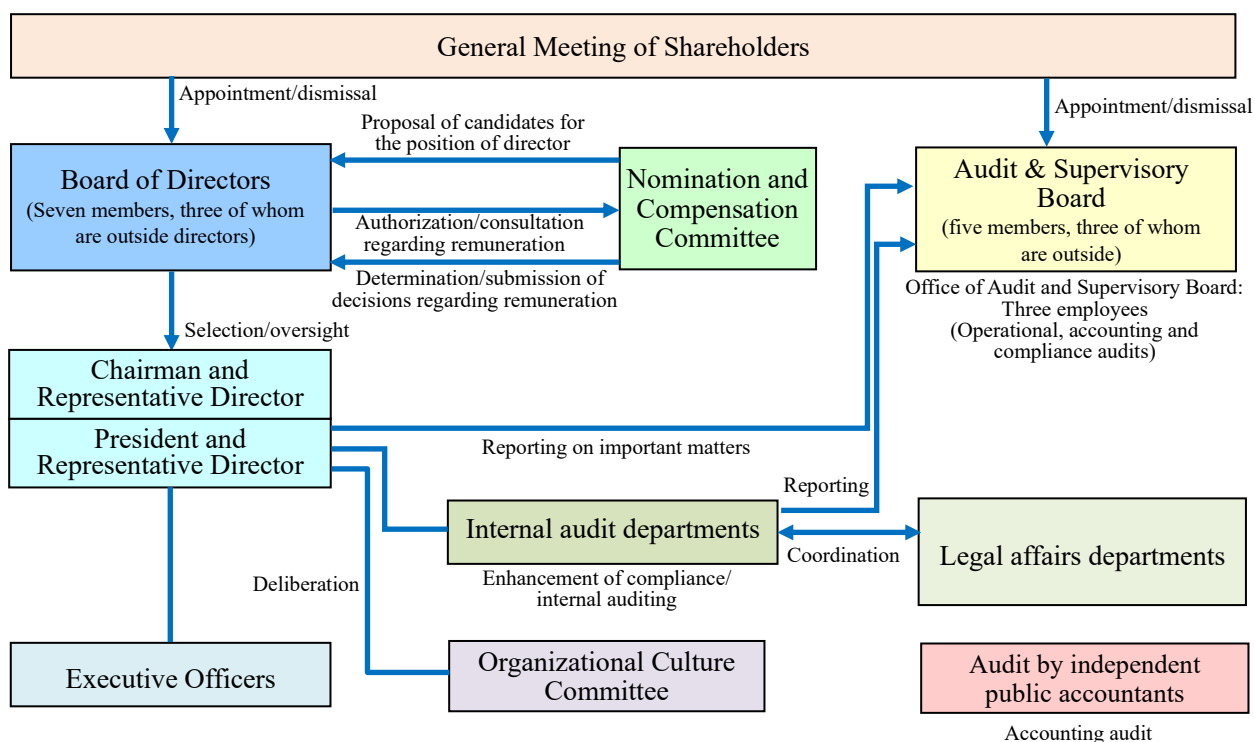 General Meeting of Shareholders
Appointment/dismissal
Appointment/dismissal
Proposal of candidates for
the position of director
Board of Directors
(Seven members, three of whom
are outside directors)
Nomination and
Compensation
Committee
Audit & Supervisory
Board
(five members, three of whom
are outside)
Authorization/consultation
regarding remuneration
Determination/submission of
decisions regarding remuneration
Office of Audit and Supervisory Board:
Three employees
(Operational, accounting and
compliance audits)
Selection/oversight
Chairman and
Representative Director
President and
Representative Director
Reporting on important matters
Reporting
Internal audit departments
Coordination
Legal affairs departments
Enhancement of compliance/
internal auditing
Deliberation
Executive Officers
Organizational Culture
Committee
Audit by independent
public accountants
Accounting audit